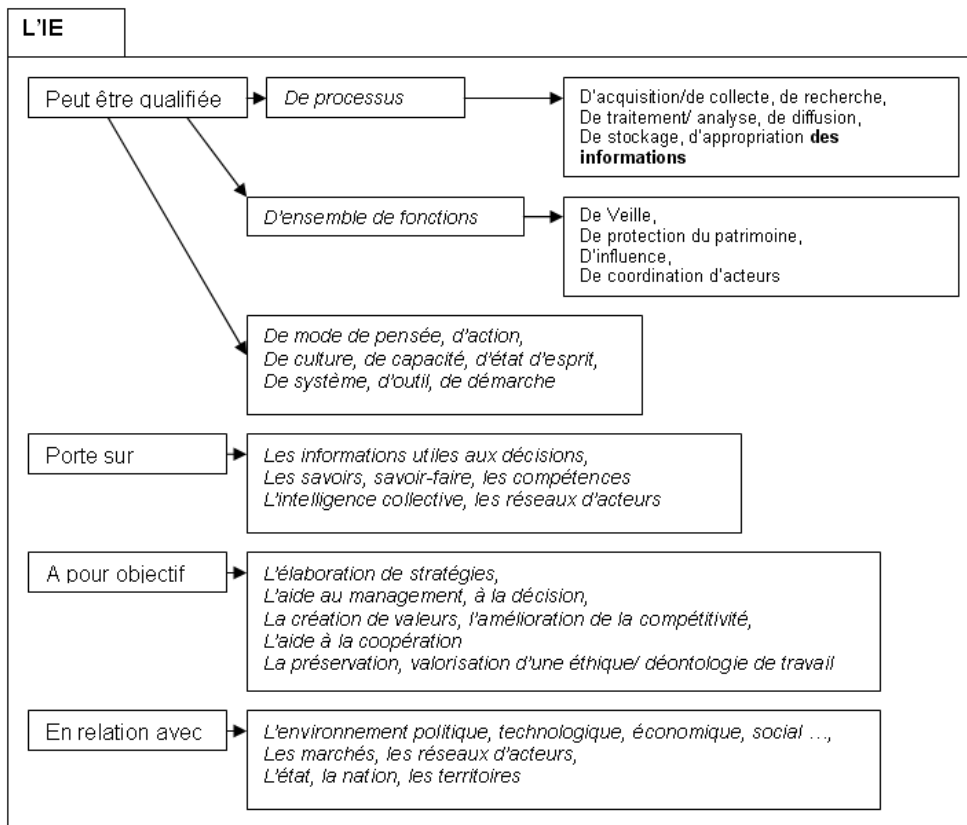 L'IE
Peut être qualifiée
De processus
D'acquisition/de collecte, de recherche,
De traitement/ analyse, de diffusion,
De stockage, d'appropriation des
informations
D'ensemble de fonctions
De Veille,
De protection du patrimoine,
D'influence,
De coordination d'acteurs
De mode de pensée, d'action,
De culture, de capacité, d'état d'esprit,
De système, d'outil, de démarche
Porte sur
Les informations utiles aux décisions,
Les savoirs, savoir-faire, les compétences
L'intelligence collective, les réseaux d'acteurs
A pour objectif
L'élaboration de stratégies,
L'aide au management, à la décision,
La création de valeurs, l'amélioration de la compétitivité,
L'aide à la coopération
La préservation, valorisation d'une éthique/ déontologie de travail
En relation avec
L'environnement politique, technologique, économique, social …,
Les marchés, les réseaux d'acteurs,
L'état, la nation, les territoires